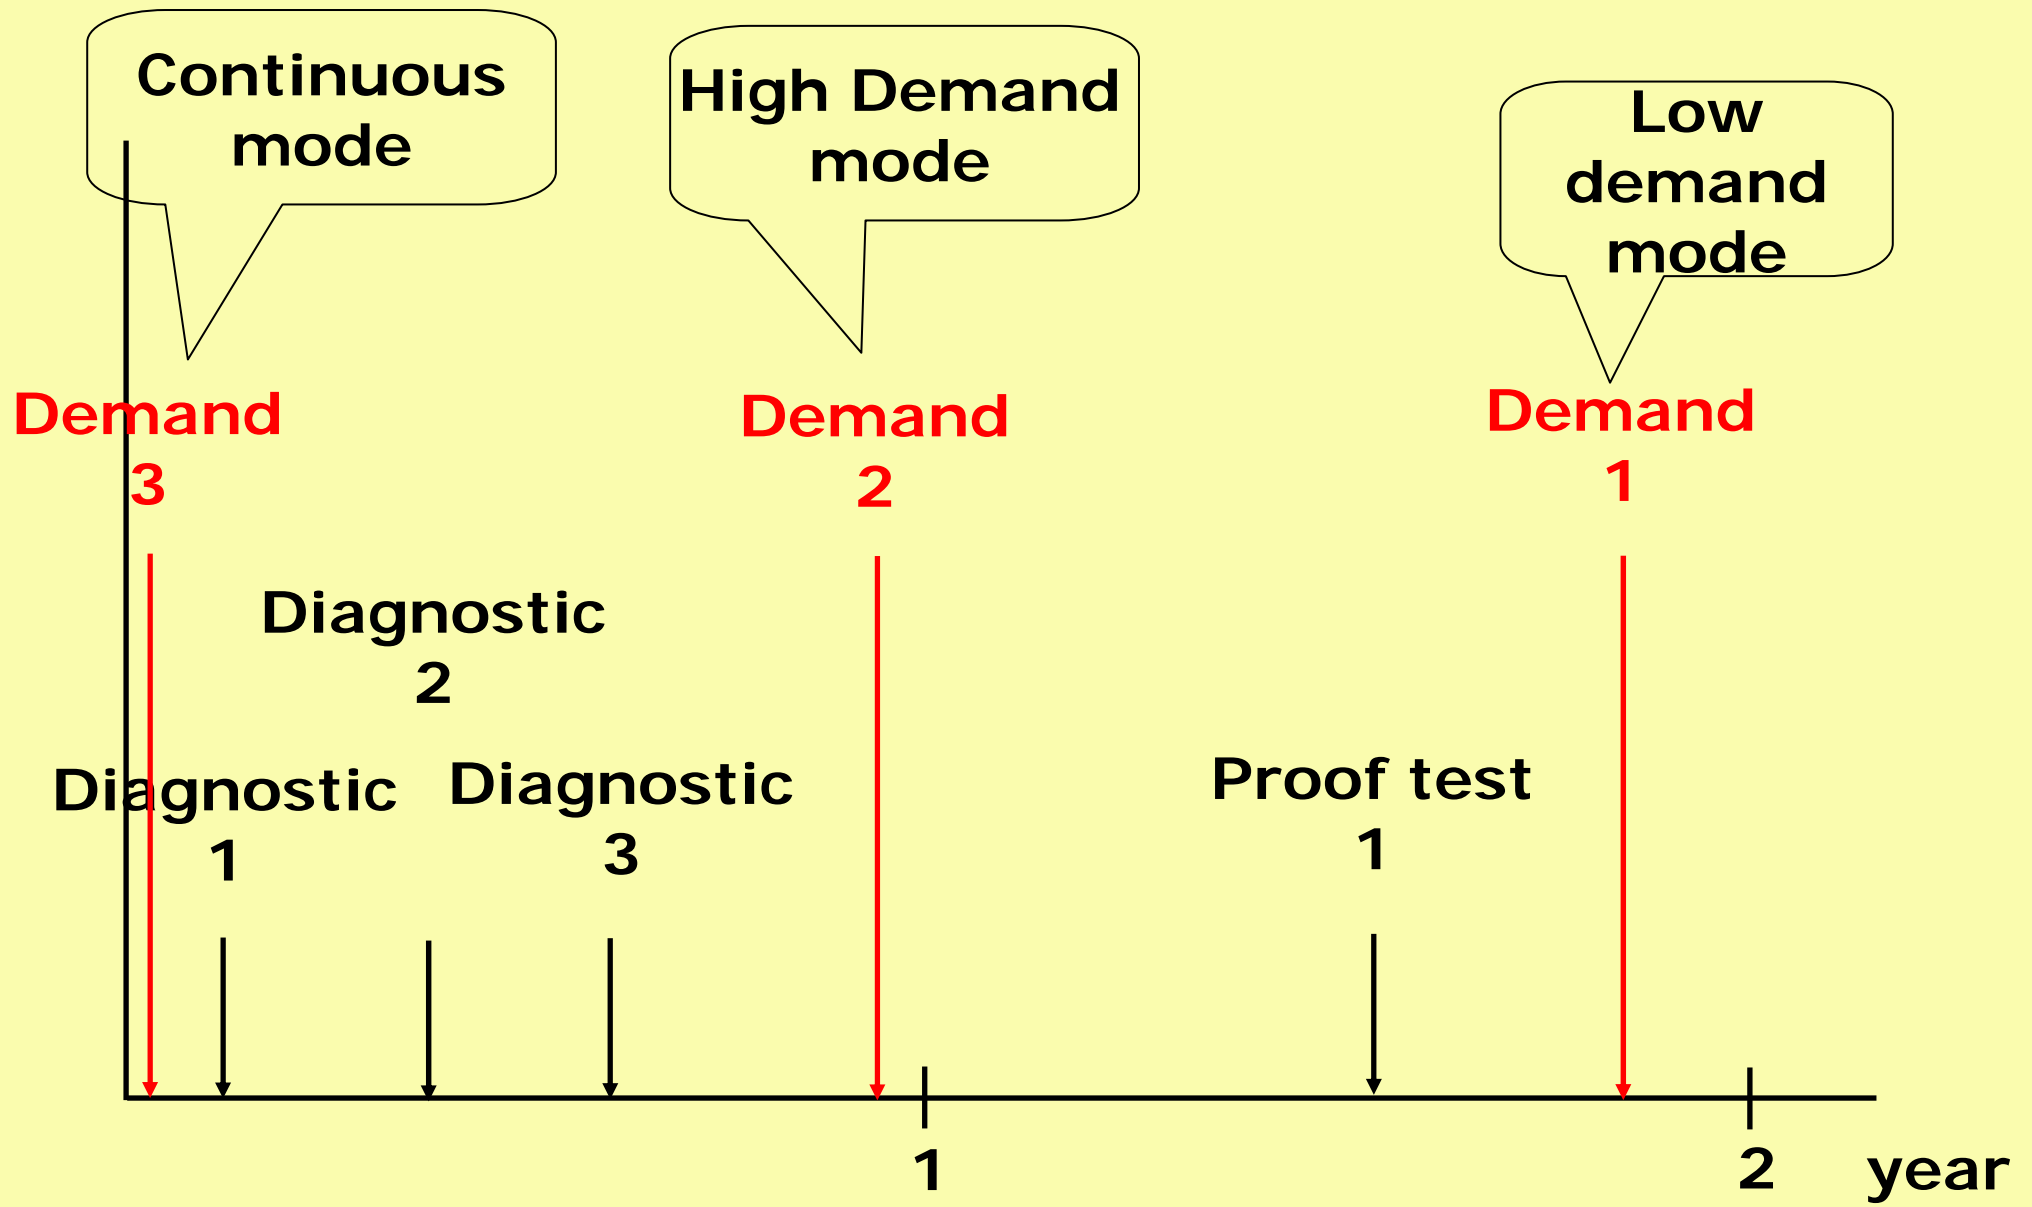 Continuous
mode
High Demand
mode
Low
demand
mode
Demand
3
Demand
2
Demand
1
Diagnostic
2
Diagnostic
1
Diagnostic
3
Proof test
1
1
2
year